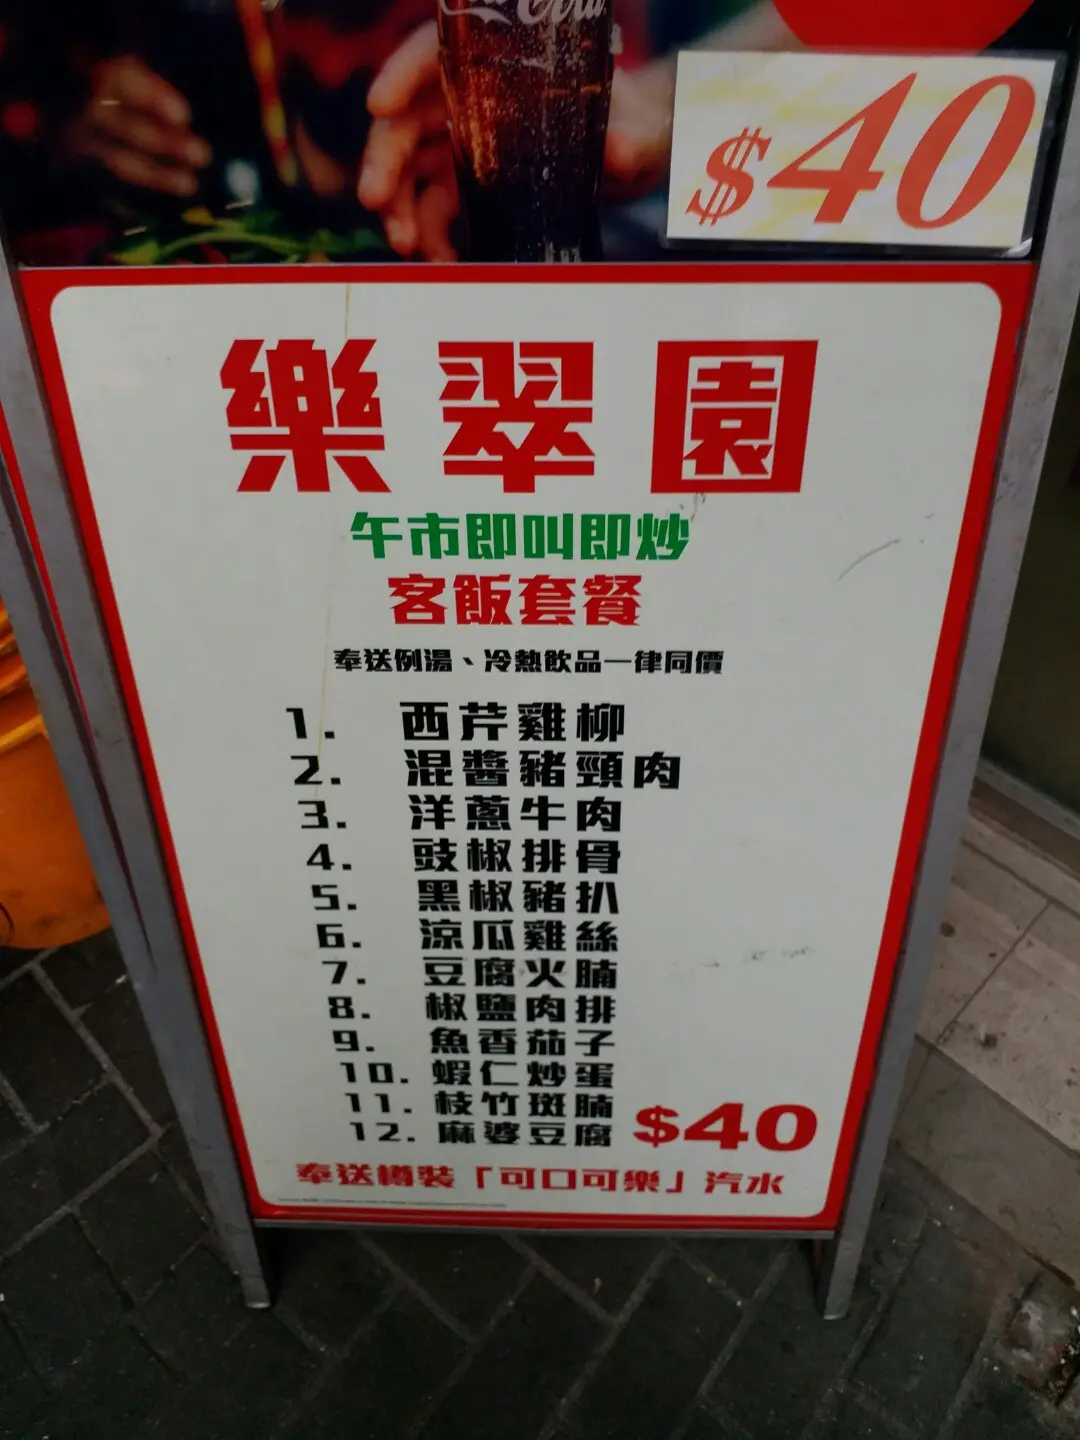 $40
樂翠園
午市即叫即炒
客飯套餐
奉送例湯、冷熱飲品一律同價
1. 西芹雞柳
2. 混醬豬頸肉
3. 洋蔥牛肉
4. 豉椒排骨
5. 黑椒豬扒
6. 涼瓜雞絲
7. 豆腐火腩
8. 椒鹽肉排
9. 魚香茄子
10. 蝦仁炒蛋
11. 枝竹斑腩
12. 麻婆豆腐
$40
奉送樽裝「可口可樂」汽水